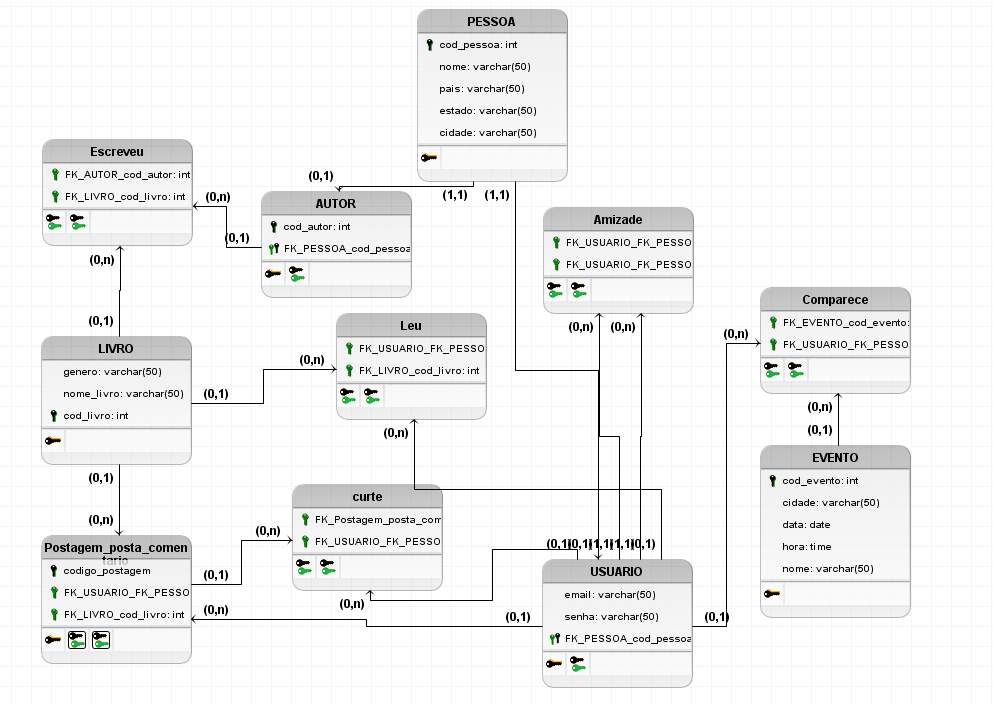 PESSOA
cod_pessoa: int
nome: varchar(50)
pais: varchar(50)
estado: varchar(50)
cidade: varchar(50)
(1,1)
(1,1)
Escreveu
FK_AUTOR_cod_autor: int
FK_LIVRO_cod_livro: int
(0,n)
(0,1)
(0,n)
(0,1)
(0,1)
AUTOR
cod_autor: int
FK_PESSOA_cod_pessoa
Amizade
FK_USUARIO_FK_PESSO
FK_USUARIO_FK_PESSO
(0,n)
(0,n)
Comparece
FK_EVENTO_cod_evento:
FK_USUARIO_FK_PESSO
(0,n)
(0,n)
(0,1)
Leu
FK_USUARIO_FK_PESSO
FK_LIVRO_cod_livro: int
(0,n)
(0,n)
LIVRO
genero: varchar(50)
nome_livro: varchar(50)
cod_livro: int
(0,1)
(0,1)
(0,n)
EVENTO
cod_evento: int
cidade: varchar(50)
data: date
hora: time
nome: varchar(50)
curte
FK_Postagem_posta_com
FK_USUARIO_FK_PESSO
(0,n)
(0,n)
Postagem_posta_comen
tario
codigo_postagem
FK_USUARIO_FK_PESSO
FK_LIVRO_cod_livro: int
(0,1)
(0,n)
(0,1)
(0,1)
(1,1)
(1,1)
(0,1)
USUARIO
email: varchar(50)
senha: varchar(50)
FK_PESSOA_cod_pessoa
(0,1)
(0,1)